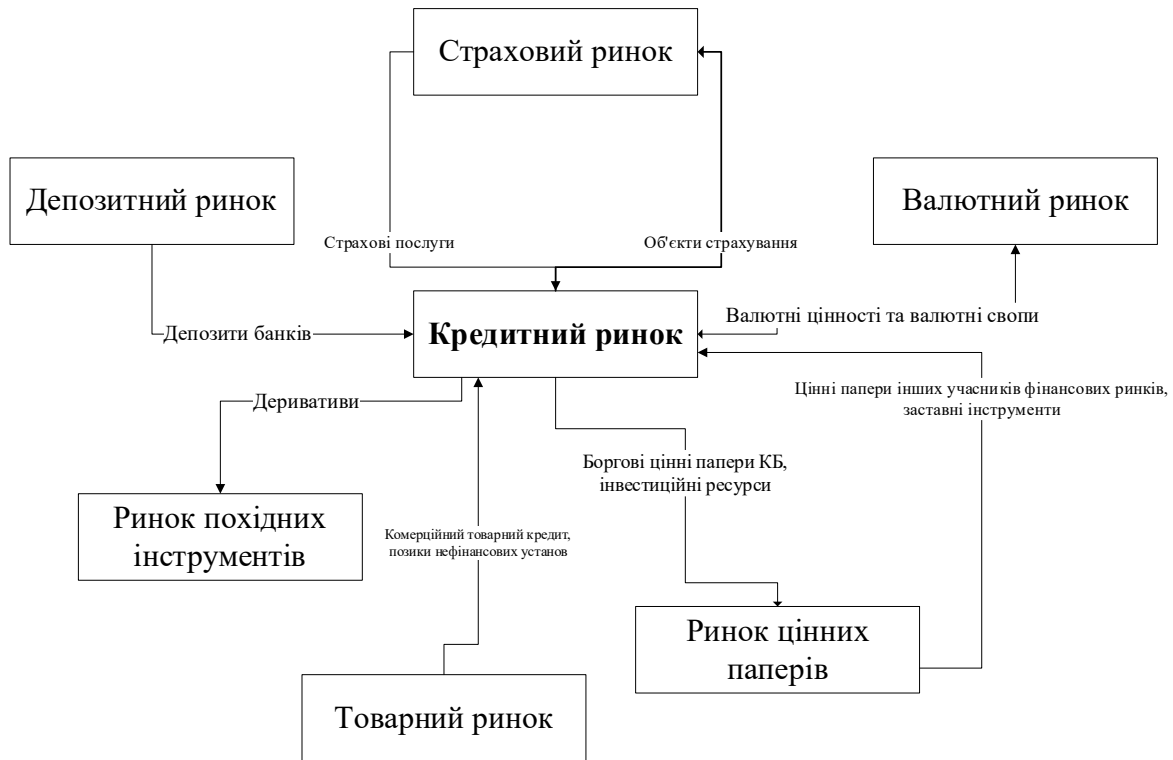 Страховий ринок
Депозитний ринок
Валютний ринок
Страхові послуги
Об'єкти страхування
Депозити банків
Кредитний ринок
Валютні цінності та валютні свопи
Цінні папери інших учасників фінансових ринків,
заставні інструменти
Деривативи
Боргові цінні папери КБ,
інвестиційні ресурси
Ринок похідних
інструментів
Комерційний товарний кредит,
позики нефінансових установ
Ринок цінних
паперів
Товарний ринок